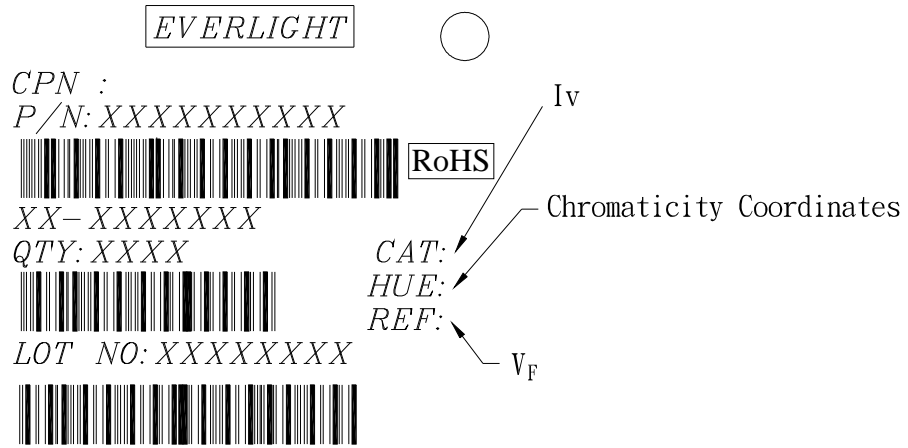 EVERLIGHT
CPN :
P/N: XXXXXXXXXX
Iv
RoHS
XX-XXXXXXX
Chromaticity Coordinates
QTY: XXXX
CAT:
HUE:
REF:
LOT NO: XXXXXXXX
VF